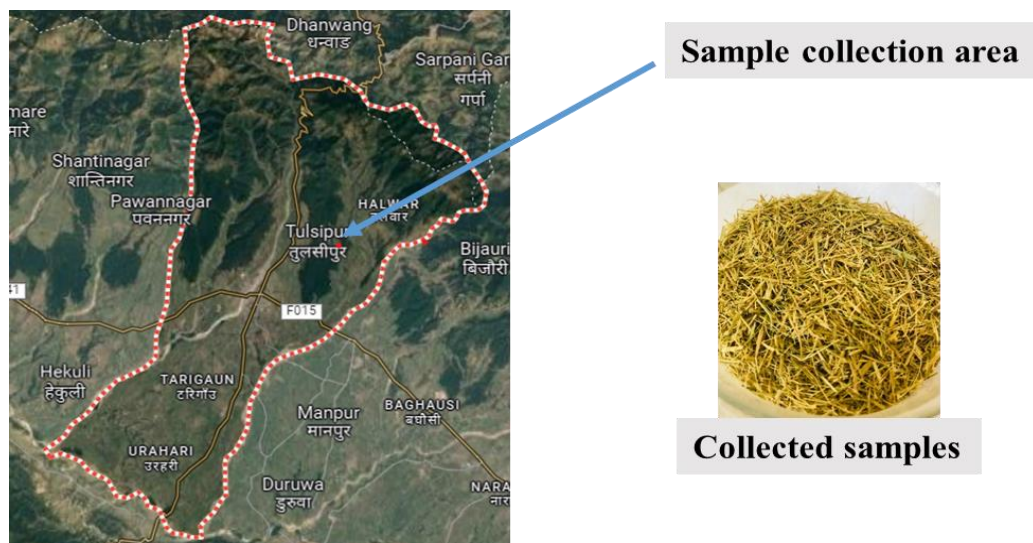 Dhanwang
धनवाङ
Sample collection area
Sarpani Gar
सर्पनी
गर्पा
mare
मारे
Shantinagar
शान्तिनगर
Pawannagar
पवननगर
HALWAR
हलवार
Tulsipur
तुलसीपुर
Bijauri
बिजौरी
31
F015
Hekuli
हेकुली
TARIGAUN
टरिगाँउ
Manpur
मानपुर
BAGHAUSI
बघौसी
URAHARI
उरहरी
Duruwa
डुरुवा
NARA
नारा
Collected samples